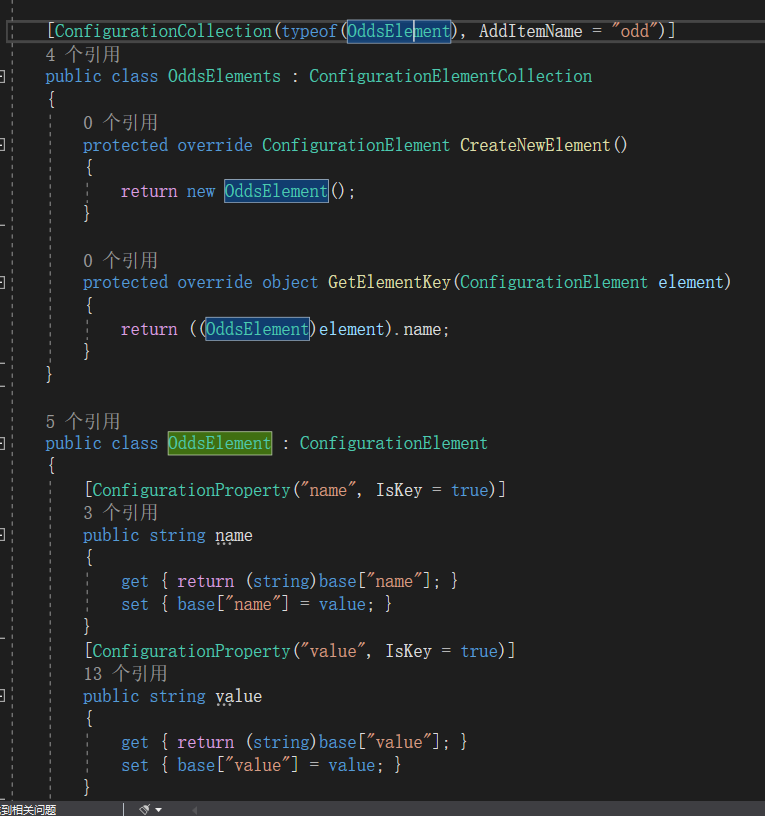 [ConfigurationCollection(typeof(OddsElement), AddItemName = "odd")]
4 个引用
public class OddsElements : ConfigurationElementCollection
{
0 个引用
protected override ConfigurationElement CreateNewElement()
{
return new OddsElement();
}
0 个引用
protected override object GetElementKey(ConfigurationElement element)
{
return ((OddsElement)element).name;
}
}
5 个引用
public class OddsElement : ConfigurationElement
{
[ConfigurationProperty("name", IsKey = true)]
3 个引用
public string name
{
get { return (string)base["name"]; }
set { base["name"] = value; }
}
[ConfigurationProperty("value", IsKey = true)]
13 个引用
public string value
{
get { return (string)base["value"]; }
set { base["value"] = value; }
}
到相关问题